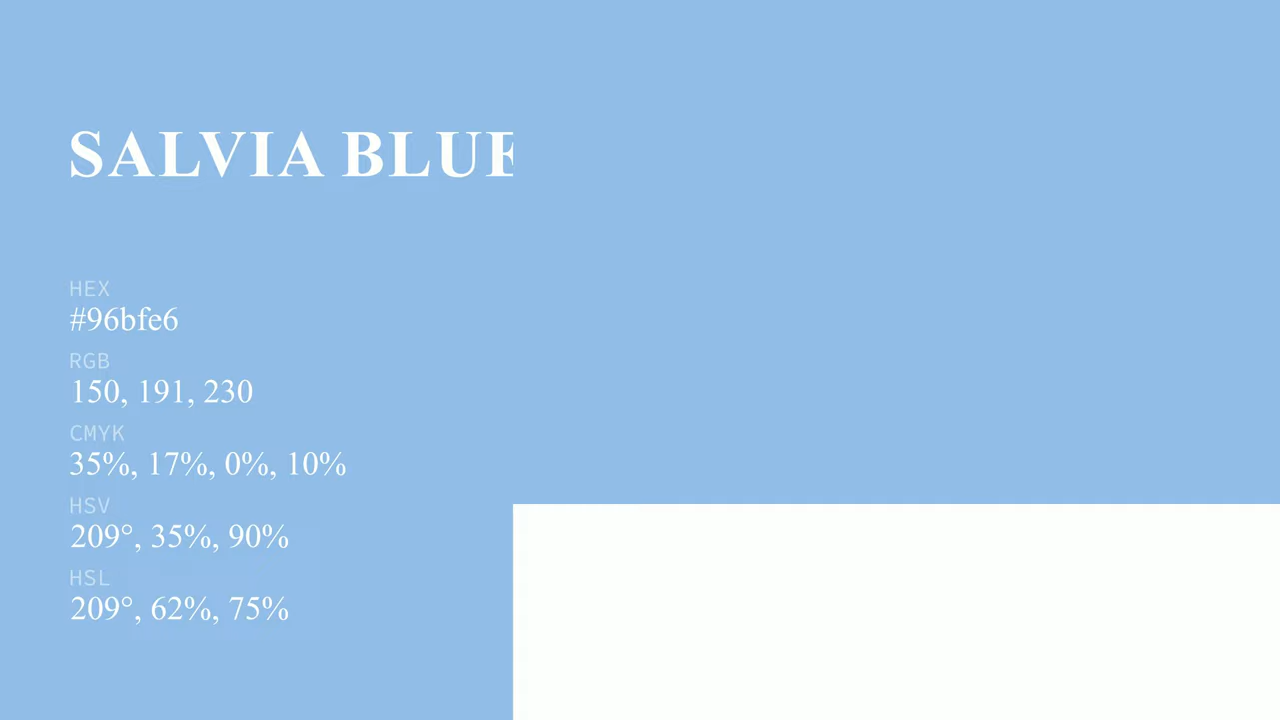 SALVIA BLUE
HEX
#96bfe6
RGB
150, 191, 230
CMYK
35%, 17%, 0%, 10%
HSV
209°, 35%, 90%
HSL
209°, 62%, 75%